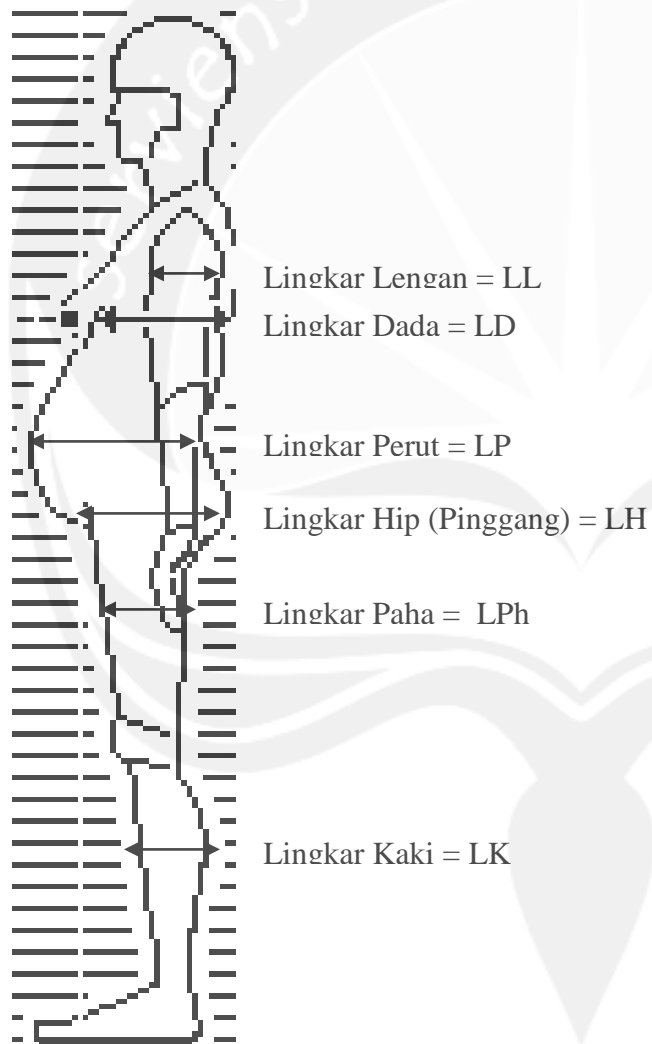 serviens
Lingkar Lengan = LL
Lingkar Dada = LD
Lingkar Perut = LP
Lingkar Hip (Pinggang) = LH
Lingkar Paha = LPh
Lingkar Kaki = LK